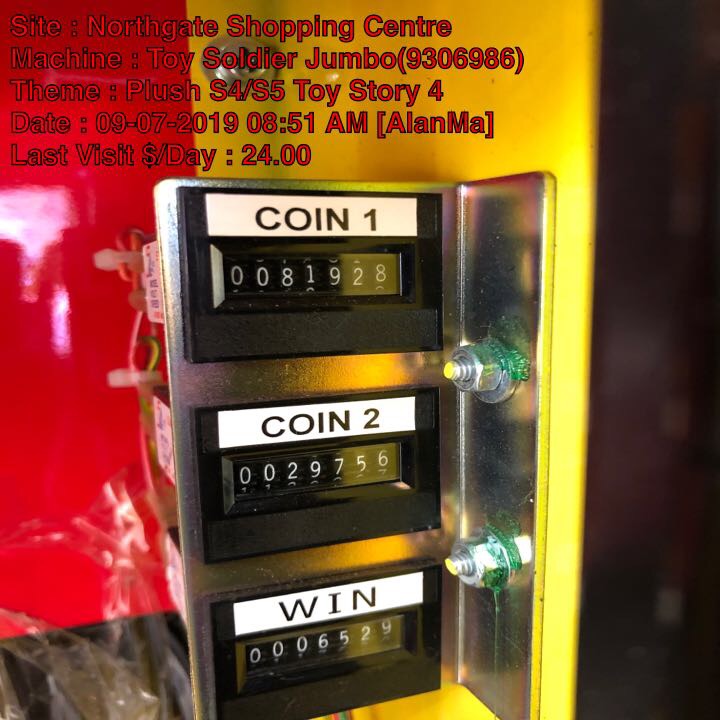 Site : Northgate Shopping Centre
Machine : Toy Soldier Jumbo(9306986)
Theme : Plush S4/S5 Toy Story 4
Date : 09-07-2019 08:51 AM [AlanMa]
Last Visit $/Day : 24.00
COIN 1
0081928
COIN 2
0029756
WIN
0006529